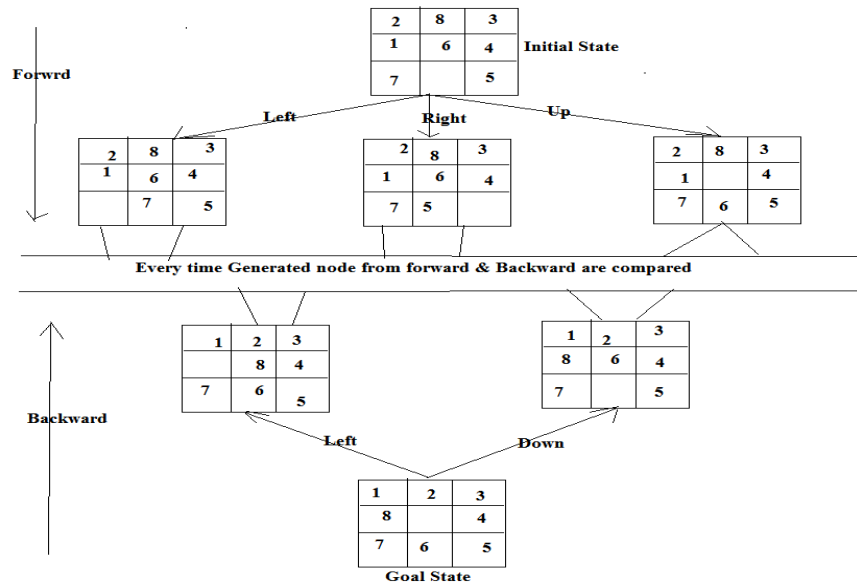 2 8 3
1 6 4
7 5
Initial State
Forwrd
Left
Right
Up
2 8 3
1 6 4
7 5
2 8 3
1 6 4
7 5
2 8 3
1 4
7 6 5
Every time Generated node from forward & Backward are compared
1 2 3
8 4
7 6 5
1 2 3
8 6 4
7 5
Backward
Left
Down
1 2 3
8 4
7 6 5
Goal State